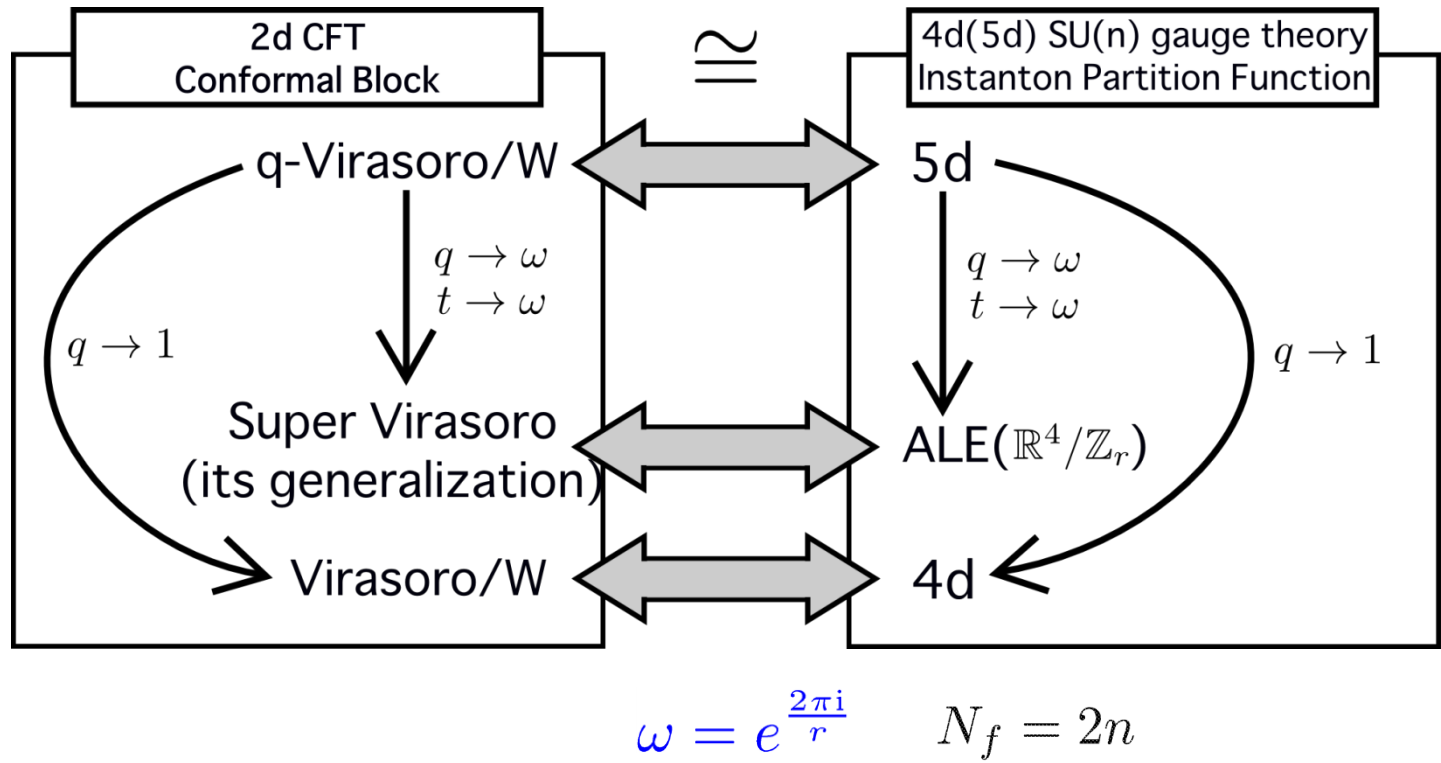 2d CFT
Conformal Block
≅
4d(5d) SU(n) gauge theory
Instanton Partition Function
q-Virasoro/W
5d
q → ω
t → ω
q → ω
t → ω
q → 1
q → 1
Super Virasoro
(its generalization)
ALE(ℝ⁴/ℤᵣ)
Virasoro/W
4d
ω = e^{2πi/r}
N_f = 2n